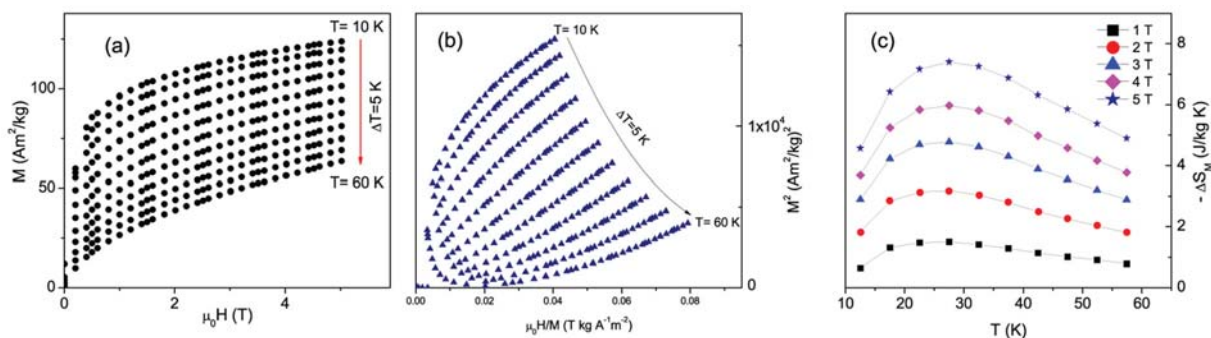 (a)
T= 10 K
ΔT=5 K
T= 60 K
M (Am²/kg)
100
50
0
0
2
4
μ₀H (T)
(b)
T= 10 K
ΔT=5 K
T= 60 K
M² (Am²/kg)²
1x10⁴
0
0.00
0.02
0.04
0.06
0.08
μ₀H/M (T kg A⁻¹m⁻²)
(c)
1 T
2 T
3 T
4 T
5 T
8
6
4
2
0
- ΔS_M (J/kg K)
10
20
30
40
50
60
T (K)